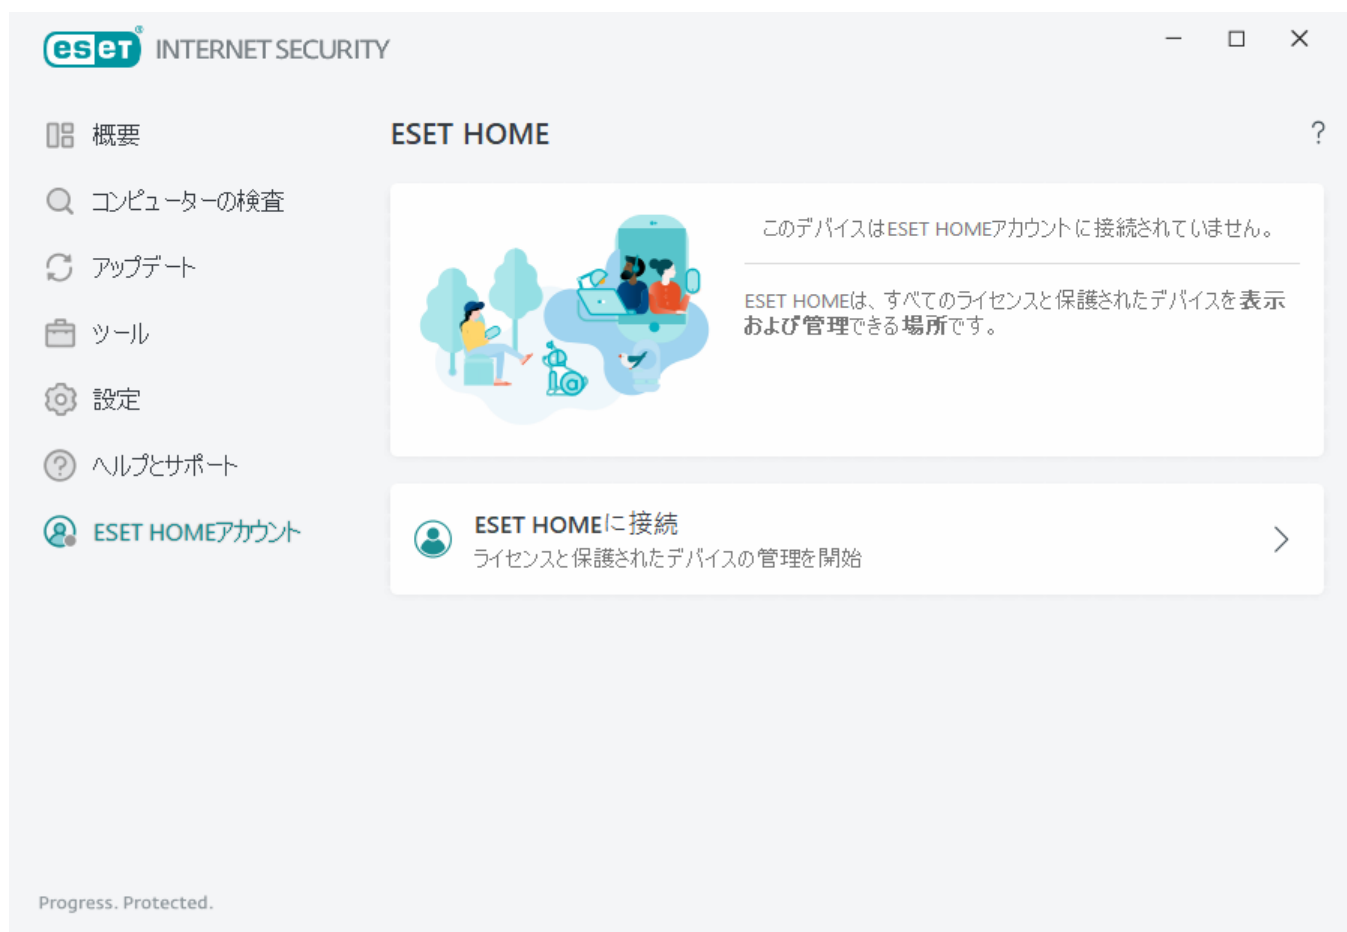 eset® INTERNET SECURITY
概要
コンピューターの検査
アップデート
ツール
設定
ヘルプとサポート
ESET HOMEアカウント
ESET HOME
?
このデバイスはESET HOMEアカウントに接続されていません。
ESET HOMEは、すべてのライセンスと保護されたデバイスを表示
および管理できる場所です。
ESET HOMEに接続
ライセンスと保護されたデバイスの管理を開始
Progress. Protected.